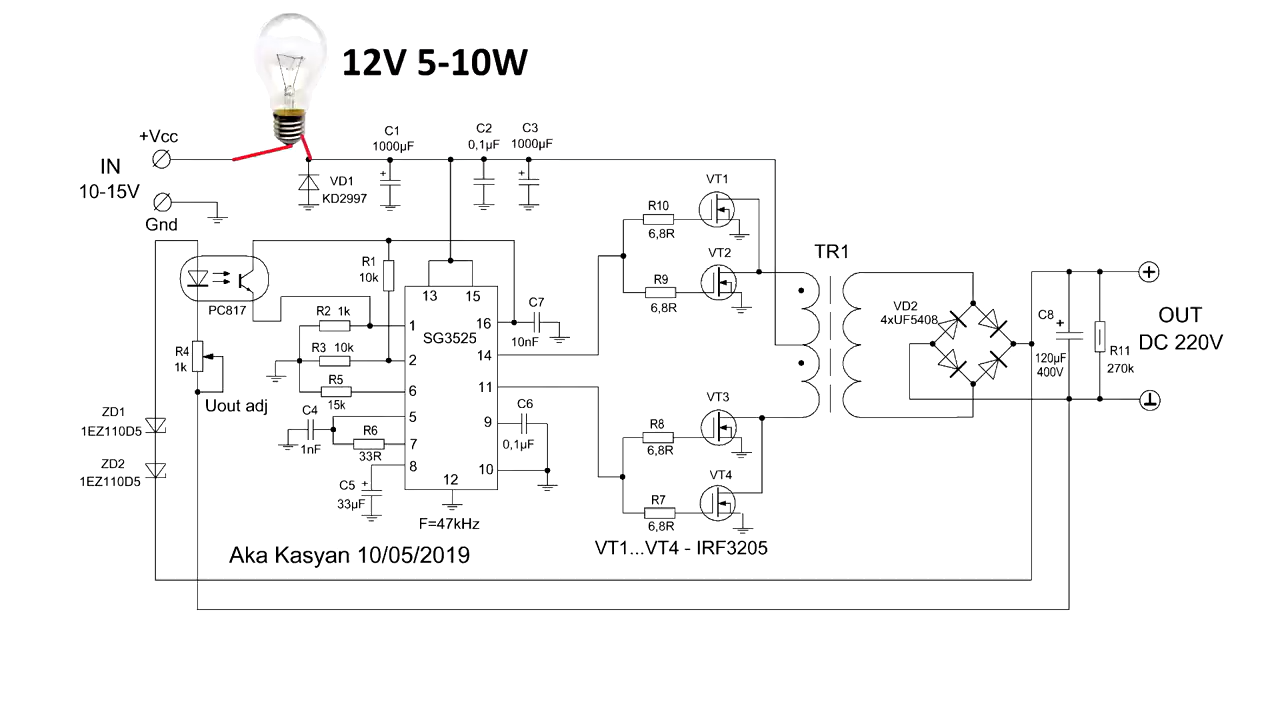 12V 5-10W
+Vcc
IN
10-15V
Gnd
VD1
KD2997
C1
1000µF
+
C2
0,1µF
C3
1000µF
+
VT1
R10
6,8R
VT2
R9
6,8R
TR1
PC817
R1
10k
13
15
SG3525
R2 1k
1
16
C7
10nF
R3 10k
2
14
R4
1k
Uout adj
R5
15k
6
11
C4
1nF
5
R6
33R
7
9
C6
0,1µF
8
10
C5
+
33µF
12
F=47kHz
ZD1
1EZ110D5
ZD2
1EZ110D5
VT3
R8
6,8R
VT4
R7
6,8R
VT1...VT4 - IRF3205
VD2
4xUF5408
C8
+
120µF
400V
R11
270k
+
OUT
DC 220V
Aka Kasyan 10/05/2019